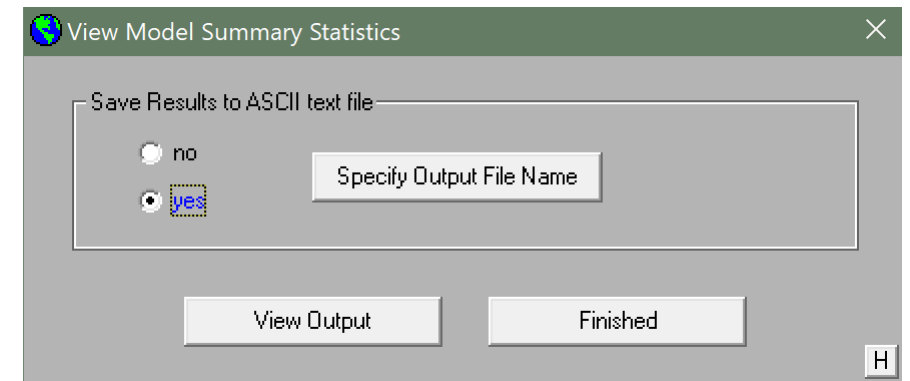 View Model Summary Statistics
Save Results to ASCII text file
no
Specify Output File Name
yes
View Output
Finished
H